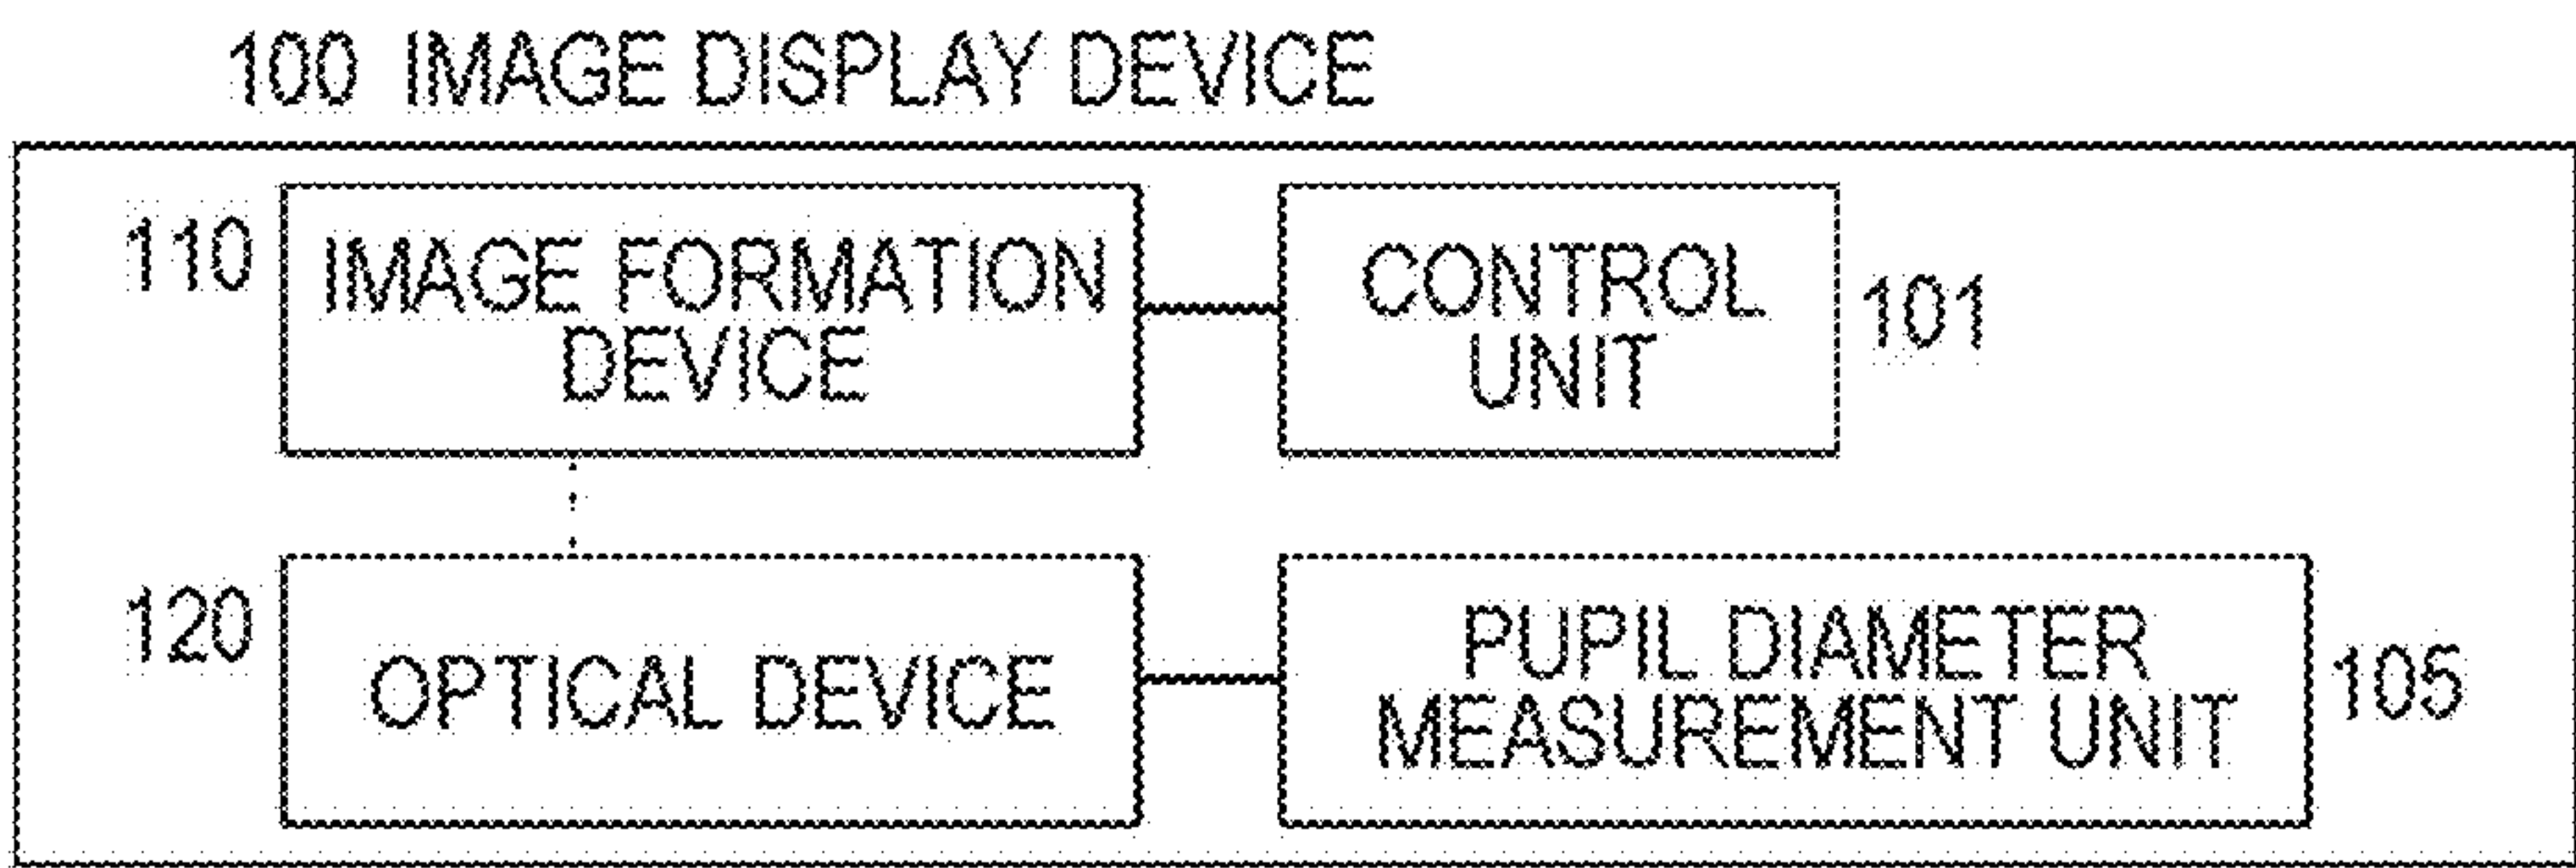 100 IMAGE DISPLAY DEVICE
110
IMAGE FORMATION
DEVICE
CONTROL
UNIT
101
120
OPTICAL DEVICE
PUPIL DIAMETER
MEASUREMENT UNIT
105